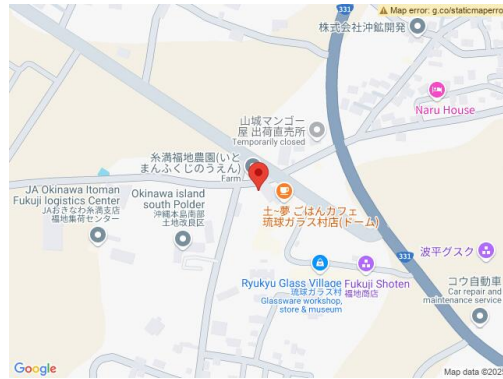 Map error: g.co/staticmaperro
331
株式会社沖鉱開発
Naru House
山城マンゴー
屋 出荷直売所
Temporarily closed
糸満福地農園(いと
まんふくじのうえん)
Farm
JA Okinawa Itoman
Fukuji logistics Center
JAおきなわ糸満支店
福地集荷センター
Okinawa island
south Polder
沖縄本島南部
土地改良区
土~夢 ごはんカフェ
琉球ガラス村店(ドーム)
331
波平グスク
Ryukyu Glass Village
琉球ガラス村
Glassware workshop,
store & museum
Fukuji Shoten
福地商店
コウ自動車
Car repair and
maintenance service
Google
Map data ©202